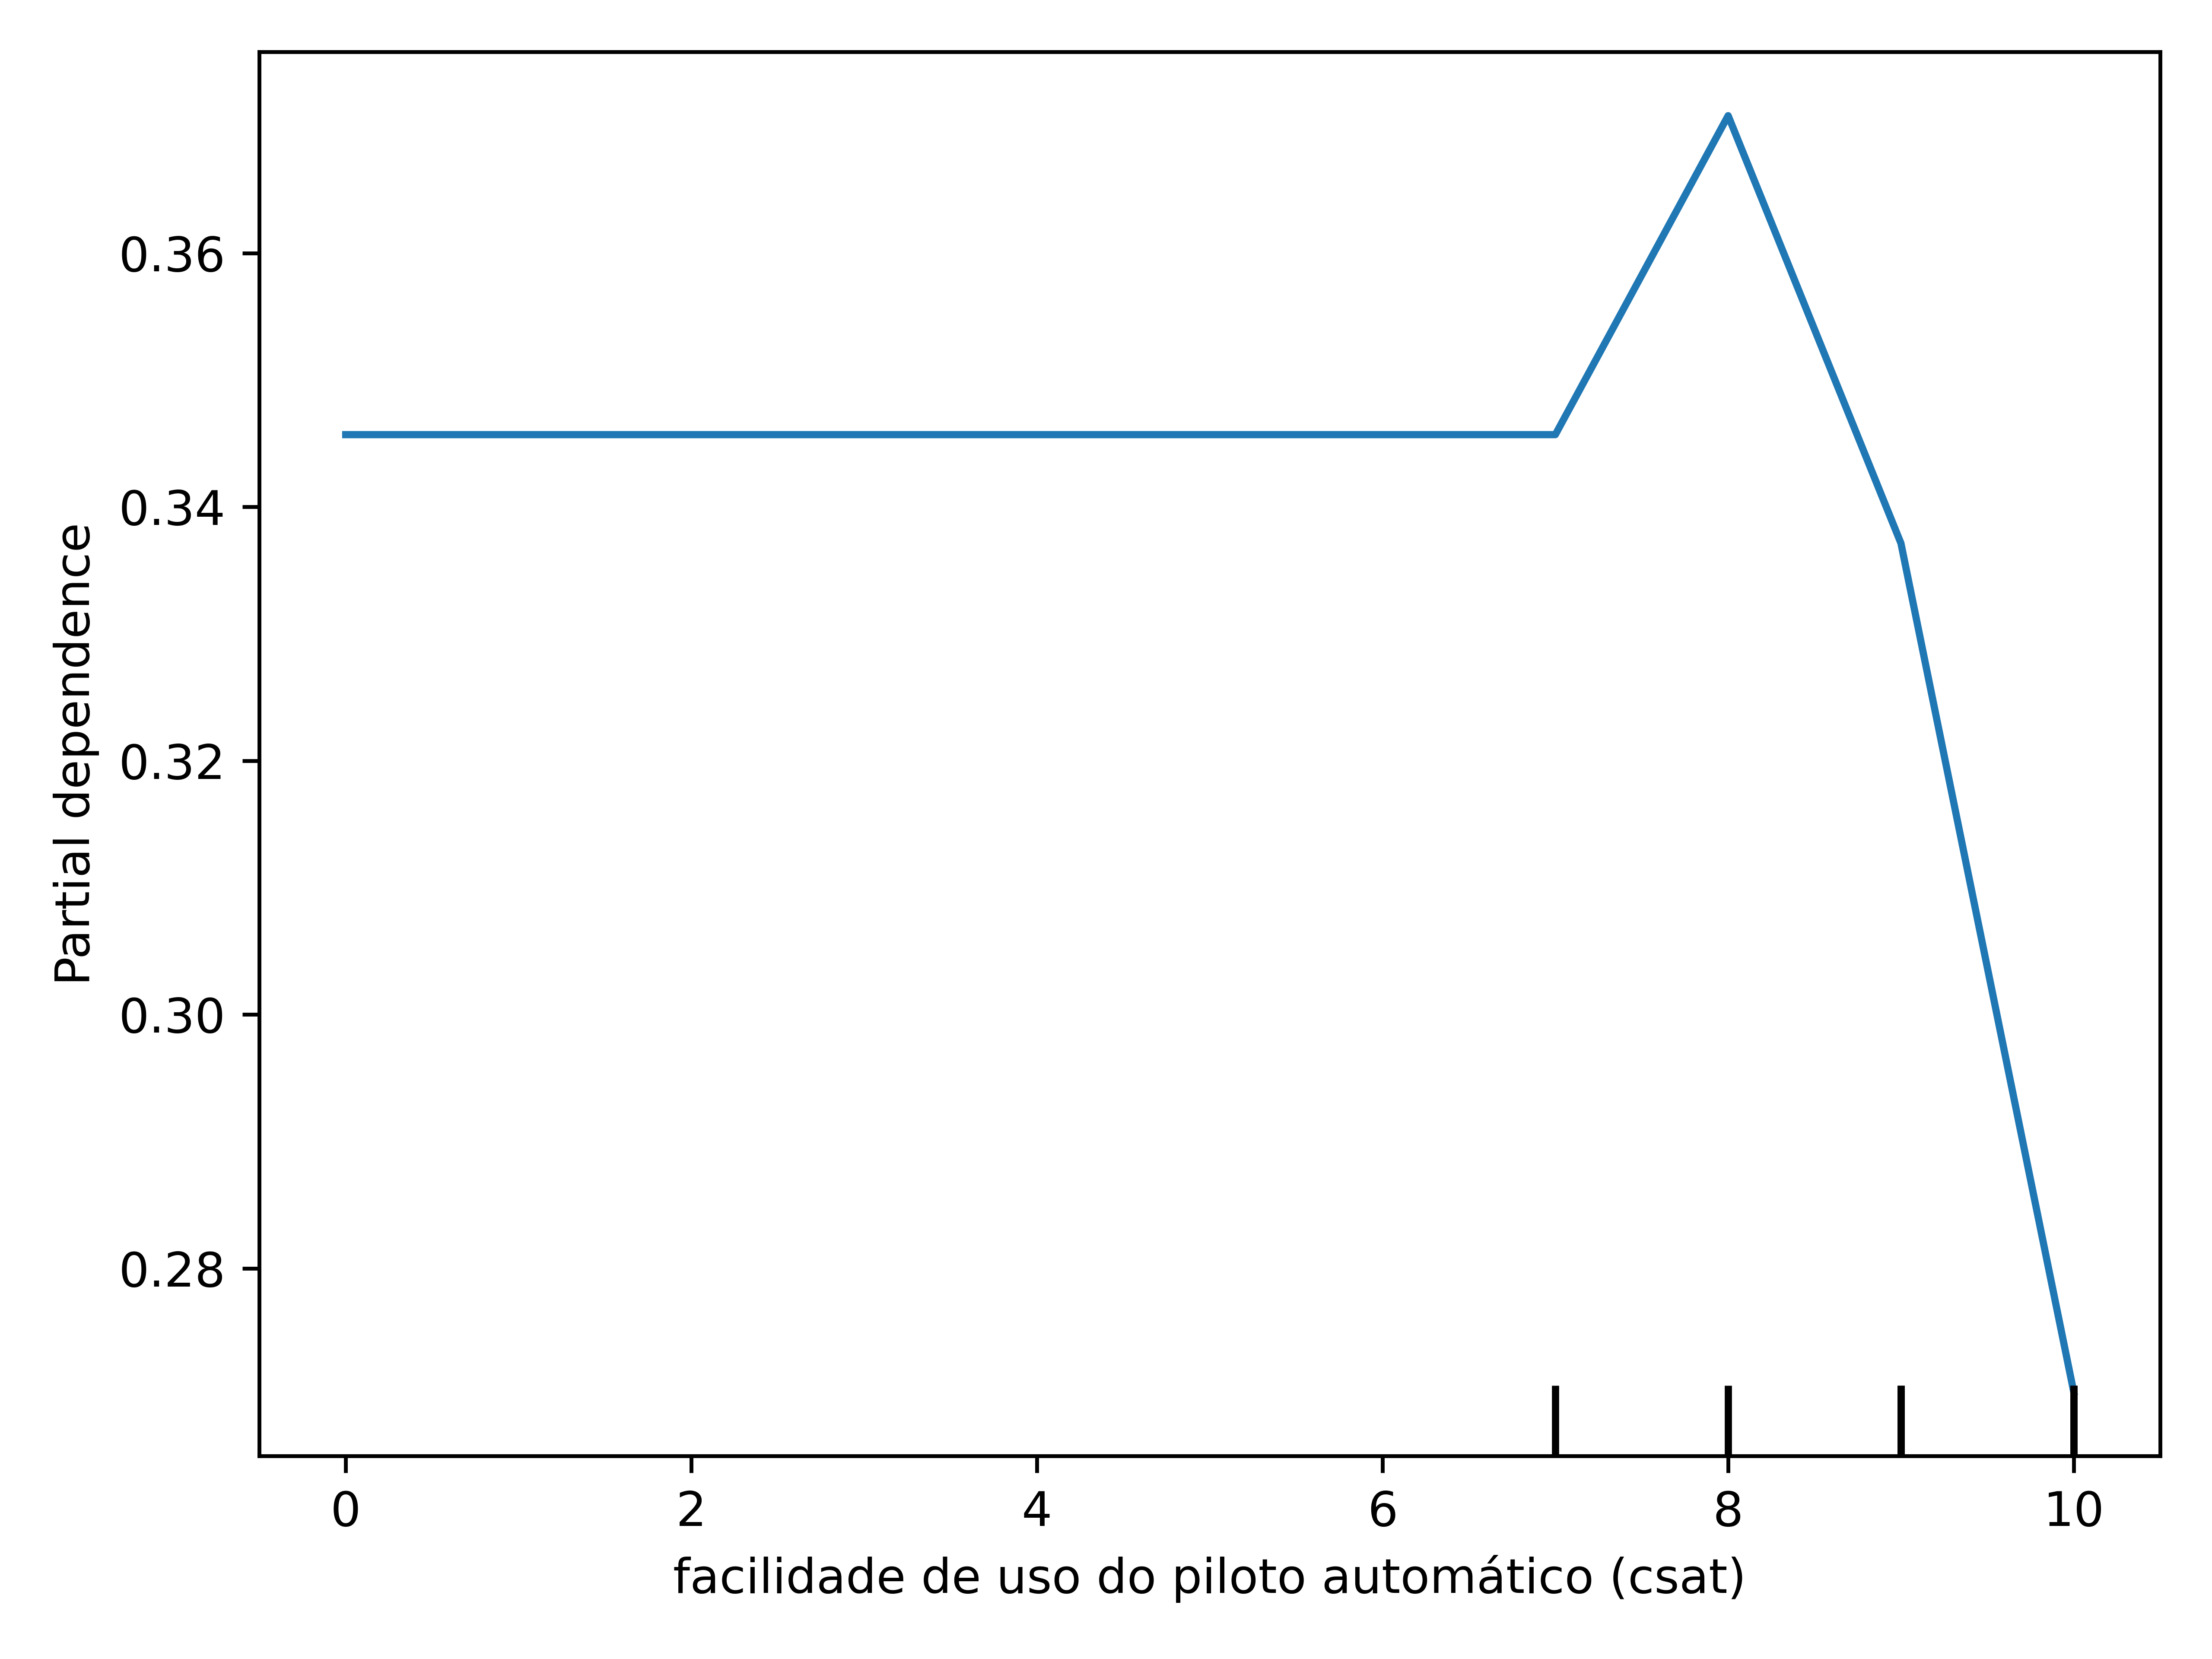 0.36
0.34
0.32
0.30
0.28
Partial dependence
0 2 4 6 8 10
facilidade de uso do piloto automático (csat)